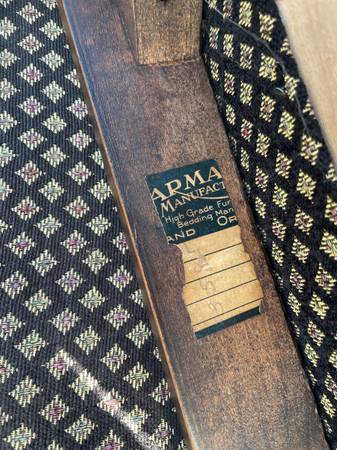 ARMA
MANUFACT
High Grade Fur
Bedding Man
AND OR